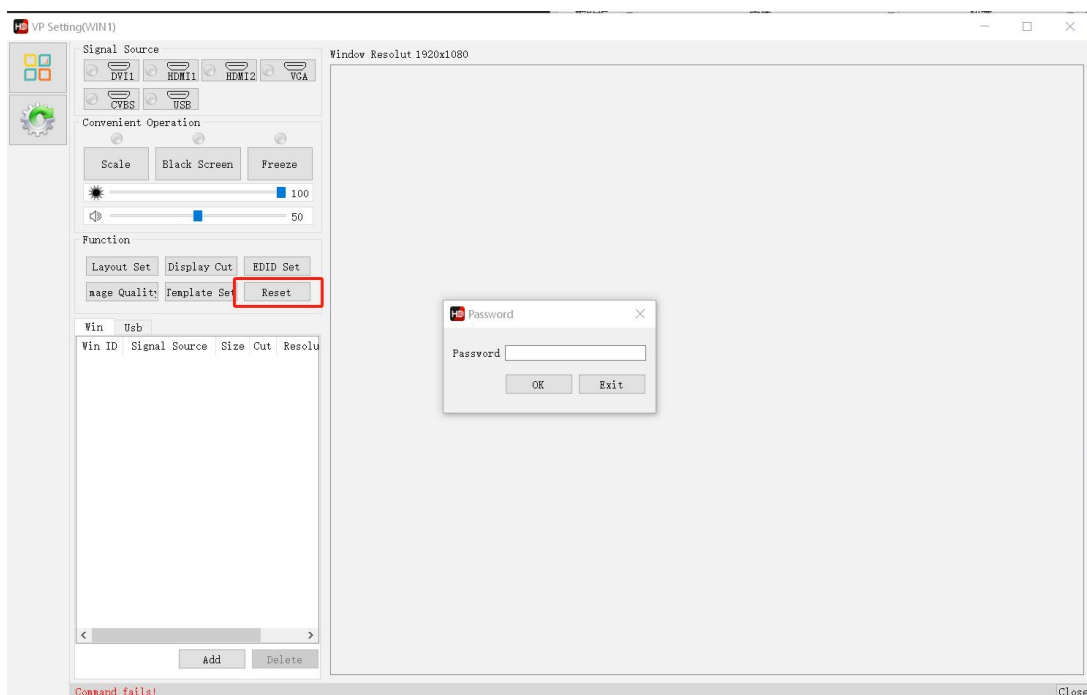 HD VP Setting(WIN1)
Signal Source
DVI1 HDMI1 HDMI2 VGA
CVBS USB
Convenient Operation
Scale Black Screen Freeze
100
50
Function
Layout Set Display Cut EDID Set
mage Quality Template Set Reset
Win Usb
Win ID Signal Source Size Cut Resolu
Add Delete
Command fails!
Window Resolut 1920x1080
HD Password
Password
OK Exit
Close